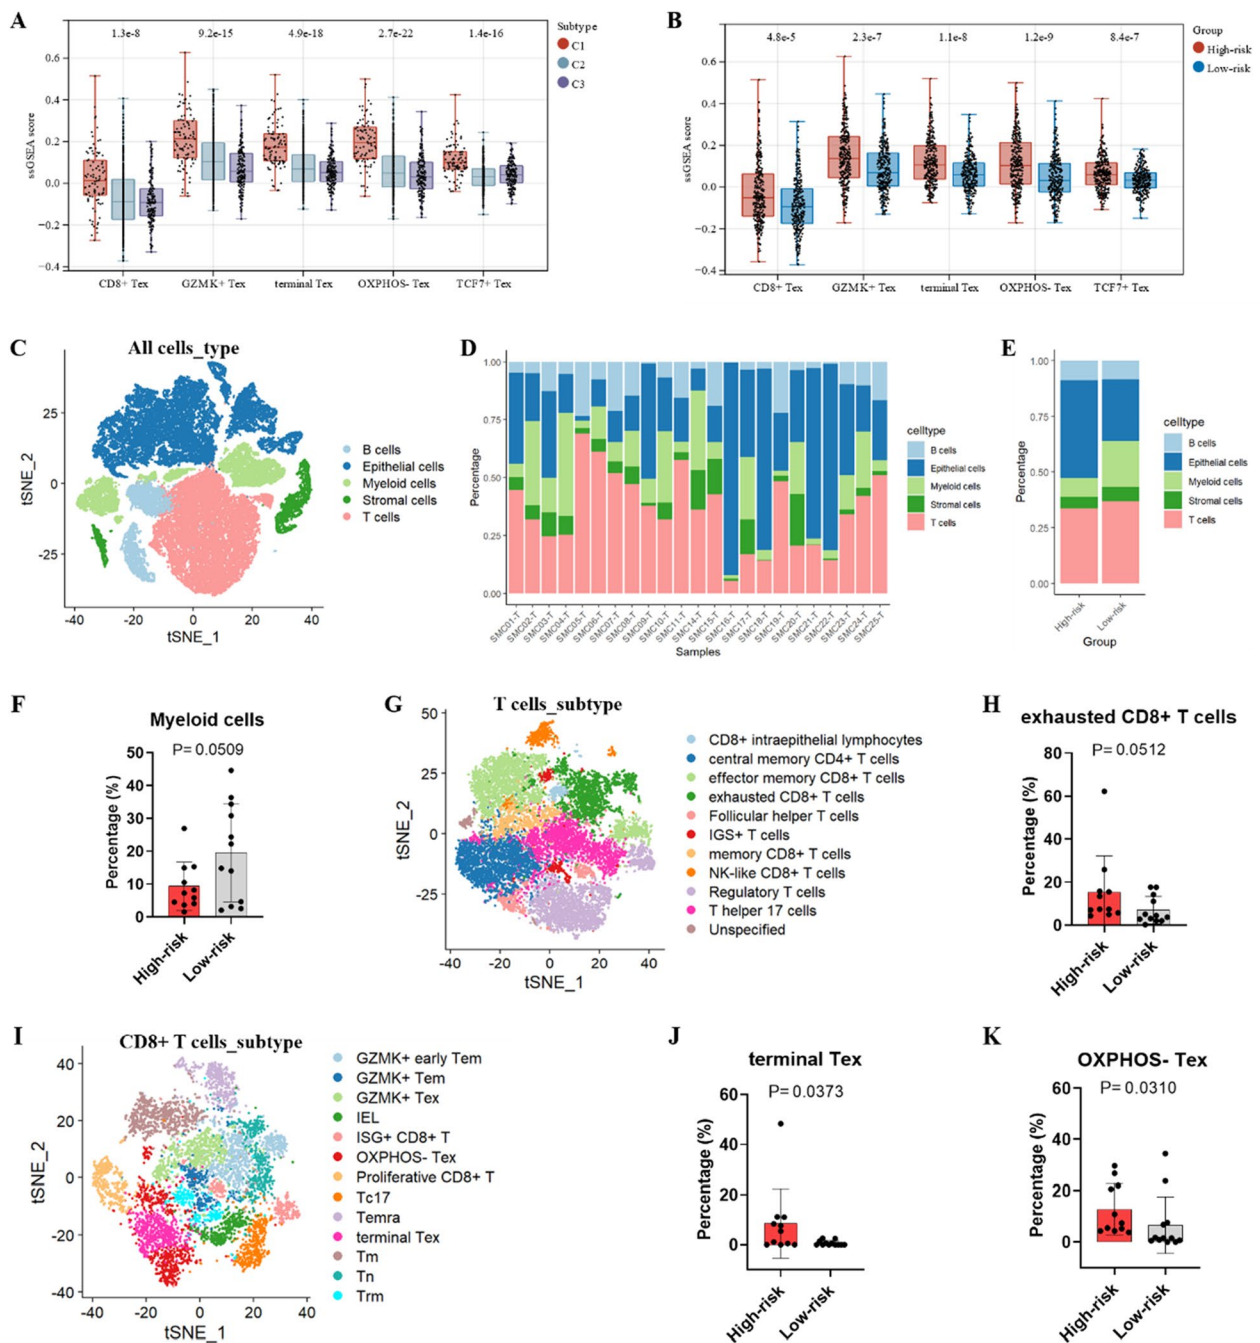 A
1.3e-8 9.2e-15 4.9e-18 2.7e-22 1.4e-16
Subtype
C1
C2
C3
ssGSEA score
0.6
0.4
0.2
0.0
−0.2
−0.4
CD8+ Tex GZMK+ Tex terminal Tex OXPHOS- Tex TCF7+ Tex
B
4.8e-5 2.3e-7 1.1e-8 1.2e-9 8.4e-7
Group
High-risk
Low-risk
ssGSEA score
0.6
0.4
0.2
0.0
−0.2
−0.4
CD8+ Tex GZMK+ Tex terminal Tex OXPHOS- Tex TCF7+ Tex
C
All cells_type
tSNE_2
25
0
-25
-40 -20 0 20 40
tSNE_1
B cells
Epithelial cells
Myeloid cells
Stromal cells
T cells
D
Percentage
1.00
0.75
0.50
0.25
0.00
SMC01-T SMC02-T SMC03-T SMC04-T SMC05-T SMC06-T SMC07-T SMC08-T SMC09-T SMC10-T SMC11-T SMC14-T SMC15-T SMC16-T SMC17-T SMC18-T SMC19-T SMC20-T SMC21-T SMC22-T SMC23-T SMC24-T SMC25-T
Samples
celltype
B cells
Epithelial cells
Myeloid cells
Stromal cells
T cells
E
Percentage
1.00
0.75
0.50
0.25
0.00
High-risk Low-risk
Group
celltype
B cells
Epithelial cells
Myeloid cells
Stromal cells
T cells
F
Myeloid cells
P= 0.0509
Percentage (%)
50
40
30
20
10
0
High-risk Low-risk
G
T cells_subtype
tSNE_2
50
25
0
-25
-40 -20 0 20 40
tSNE_1
CD8+ intraepithelial lymphocytes
central memory CD4+ T cells
effector memory CD8+ T cells
exhausted CD8+ T cells
Follicular helper T cells
IGS+ T cells
memory CD8+ T cells
NK-like CD8+ T cells
Regulatory T cells
T helper 17 cells
Unspecified
H
exhausted CD8+ T cells
P= 0.0512
Percentage (%)
80
60
40
20
0
High-risk Low-risk
I
CD8+ T cells_subtype
tSNE_2
40
20
0
-20
-40
-40 -20 0 20 40
tSNE_1
GZMK+ early Tem
GZMK+ Tem
GZMK+ Tex
IEL
ISG+ CD8+ T
OXPHOS- Tex
Proliferative CD8+ T
Tc17
Temra
terminal Tex
Tm
Tn
Trm
J
terminal Tex
P= 0.0373
Percentage (%)
60
40
20
0
High-risk Low-risk
K
OXPHOS- Tex
P= 0.0310
Percentage (%)
60
40
20
0
High-risk Low-risk